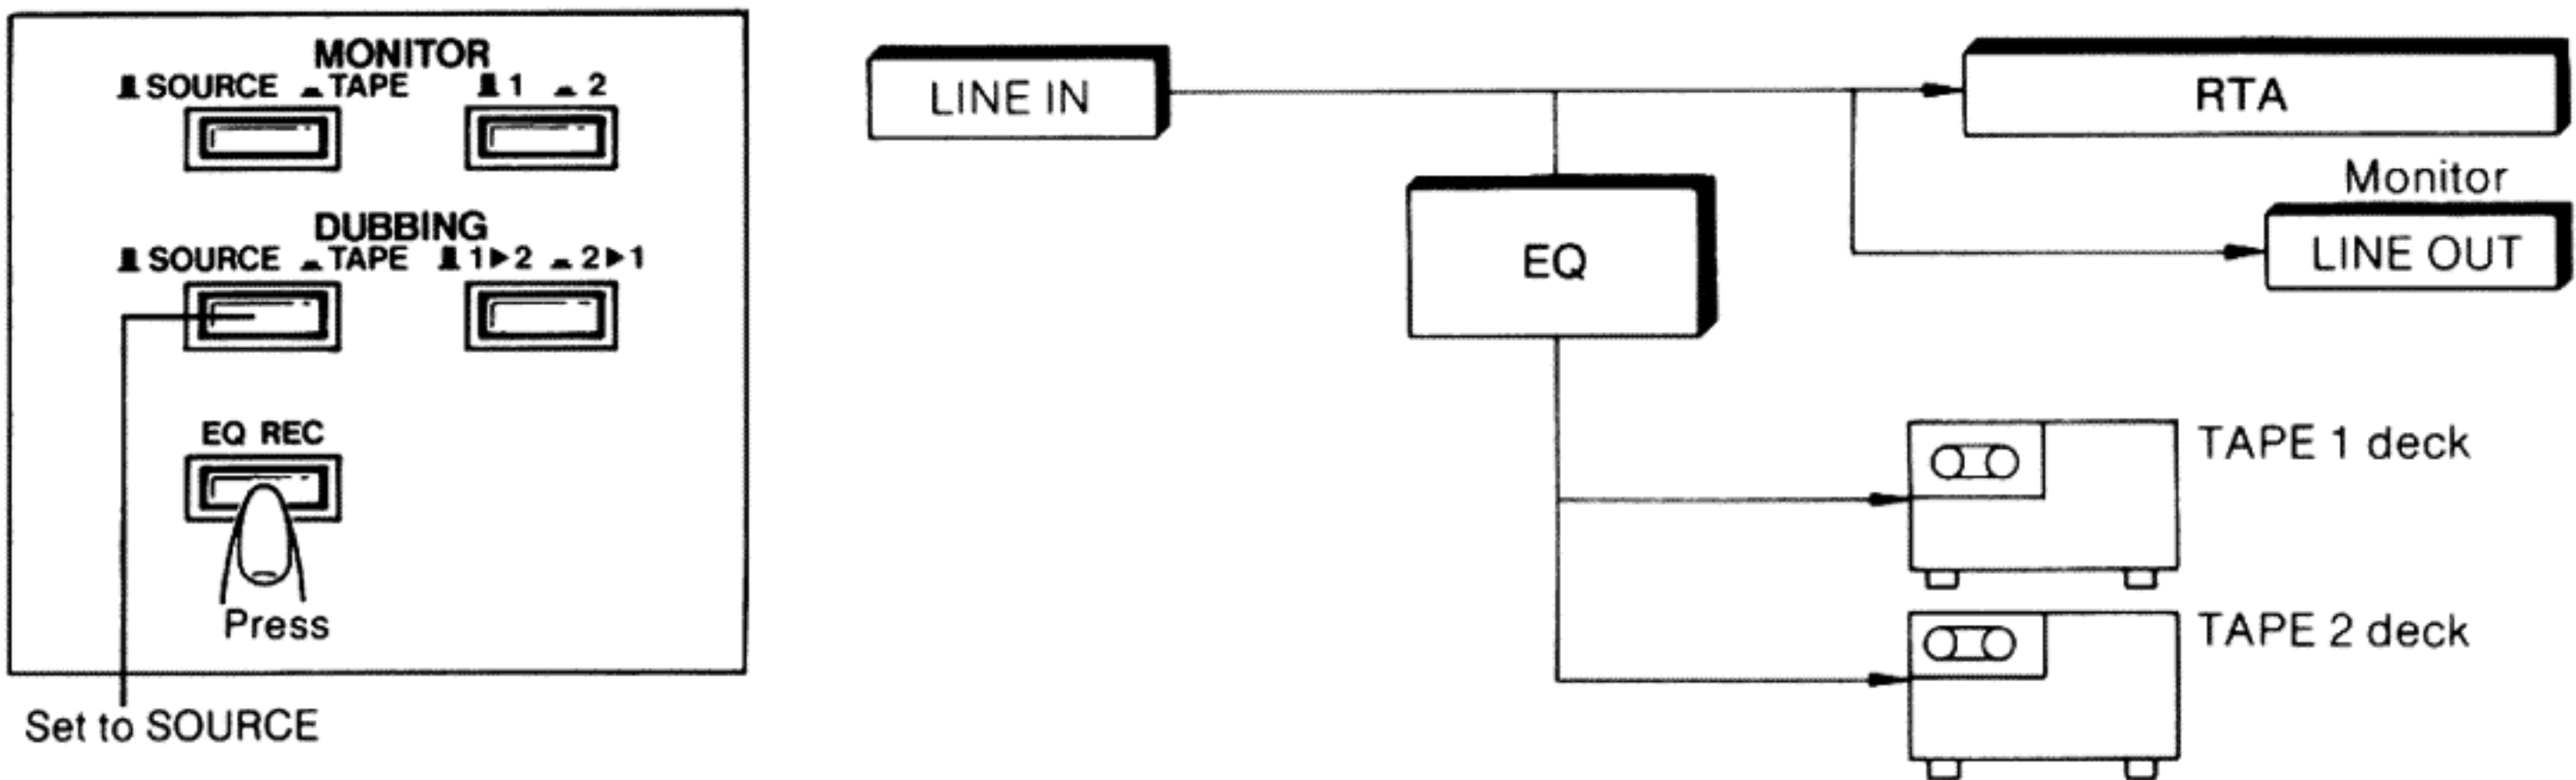 MONITOR
SOURCE TAPE 1 2
DUBBING
SOURCE TAPE 1▶2 2▶1
EQ REC
Press
Set to SOURCE
LINE IN
RTA
Monitor
LINE OUT
EQ
TAPE 1 deck
TAPE 2 deck